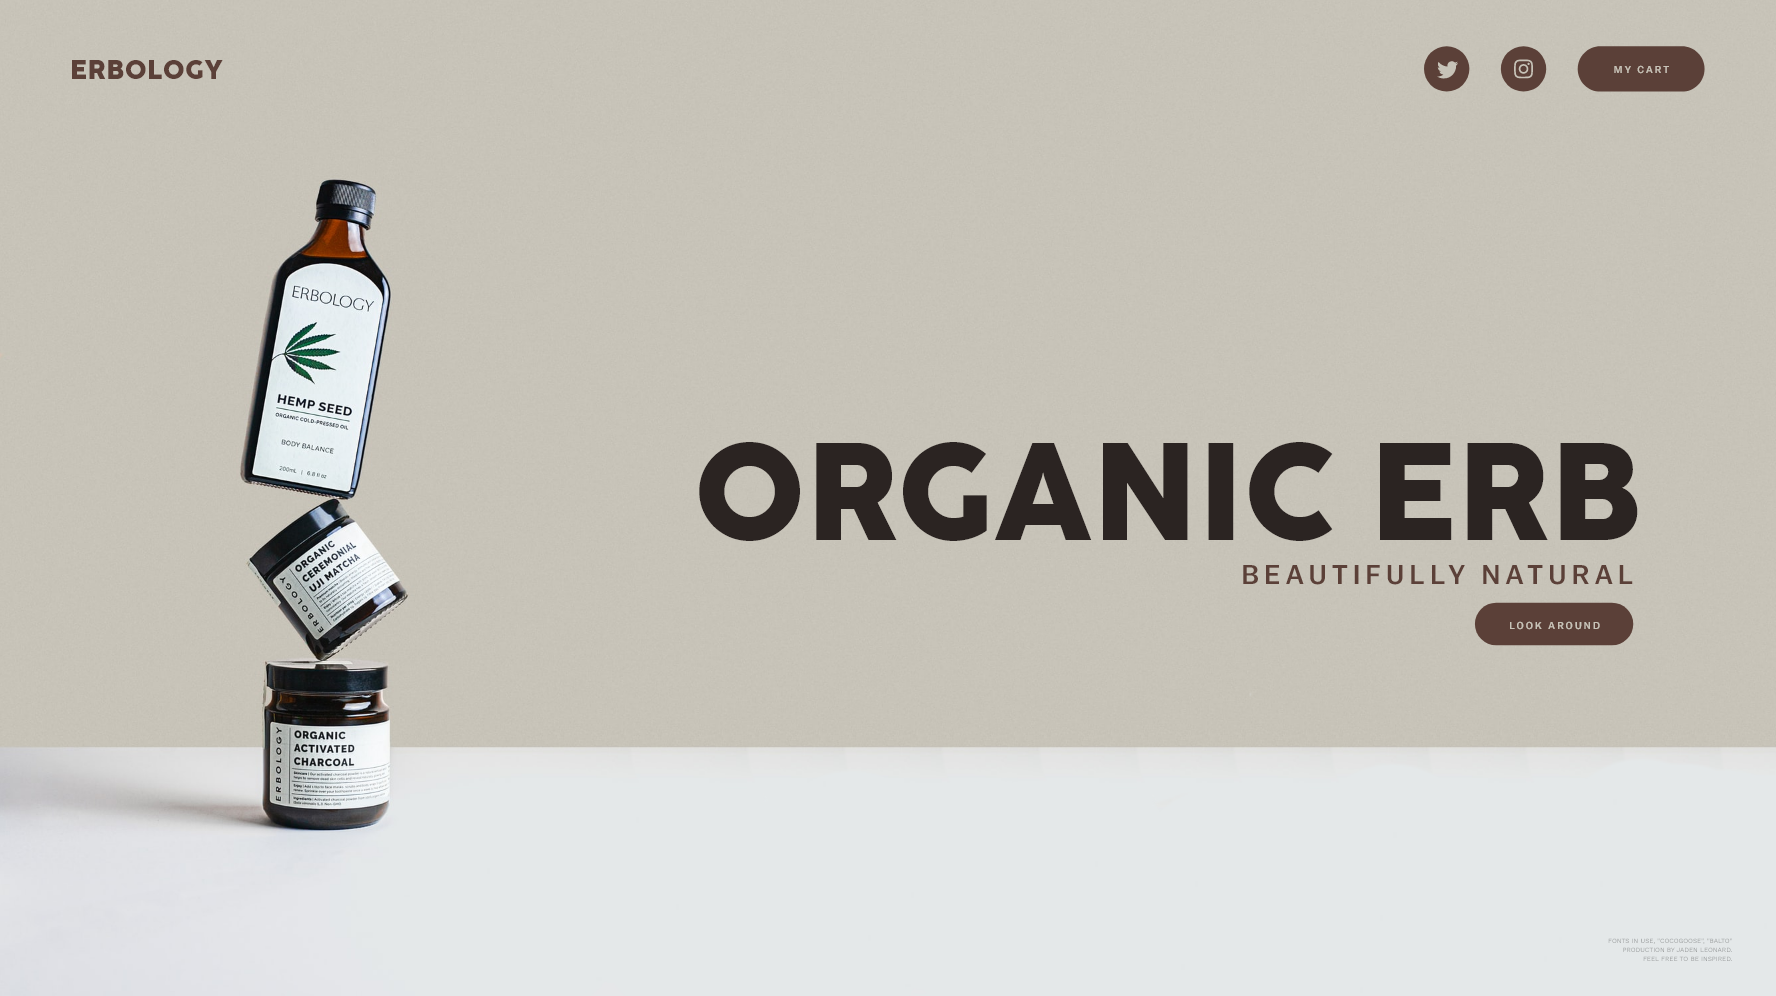 ERBOLOGY
MY CART
ERBOLOGY
HEMP SEED
ORGANIC COLD-PRESSED OIL
BODY BALANCE
200mL | 6.8 fl oz
ORGANIC
CEREMONIAL
UJI MATCHA
ERBOLOGY
ORGANIC
ACTIVATED
CHARCOAL
ERBOLOGY
ORGANIC ERB
BEAUTIFULLY NATURAL
LOOK AROUND
FONTS IN USE, "COCOGOOSE", "BALTO"
PRODUCTION BY JADEN LEONARD.
FEEL FREE TO BE INSPIRED.